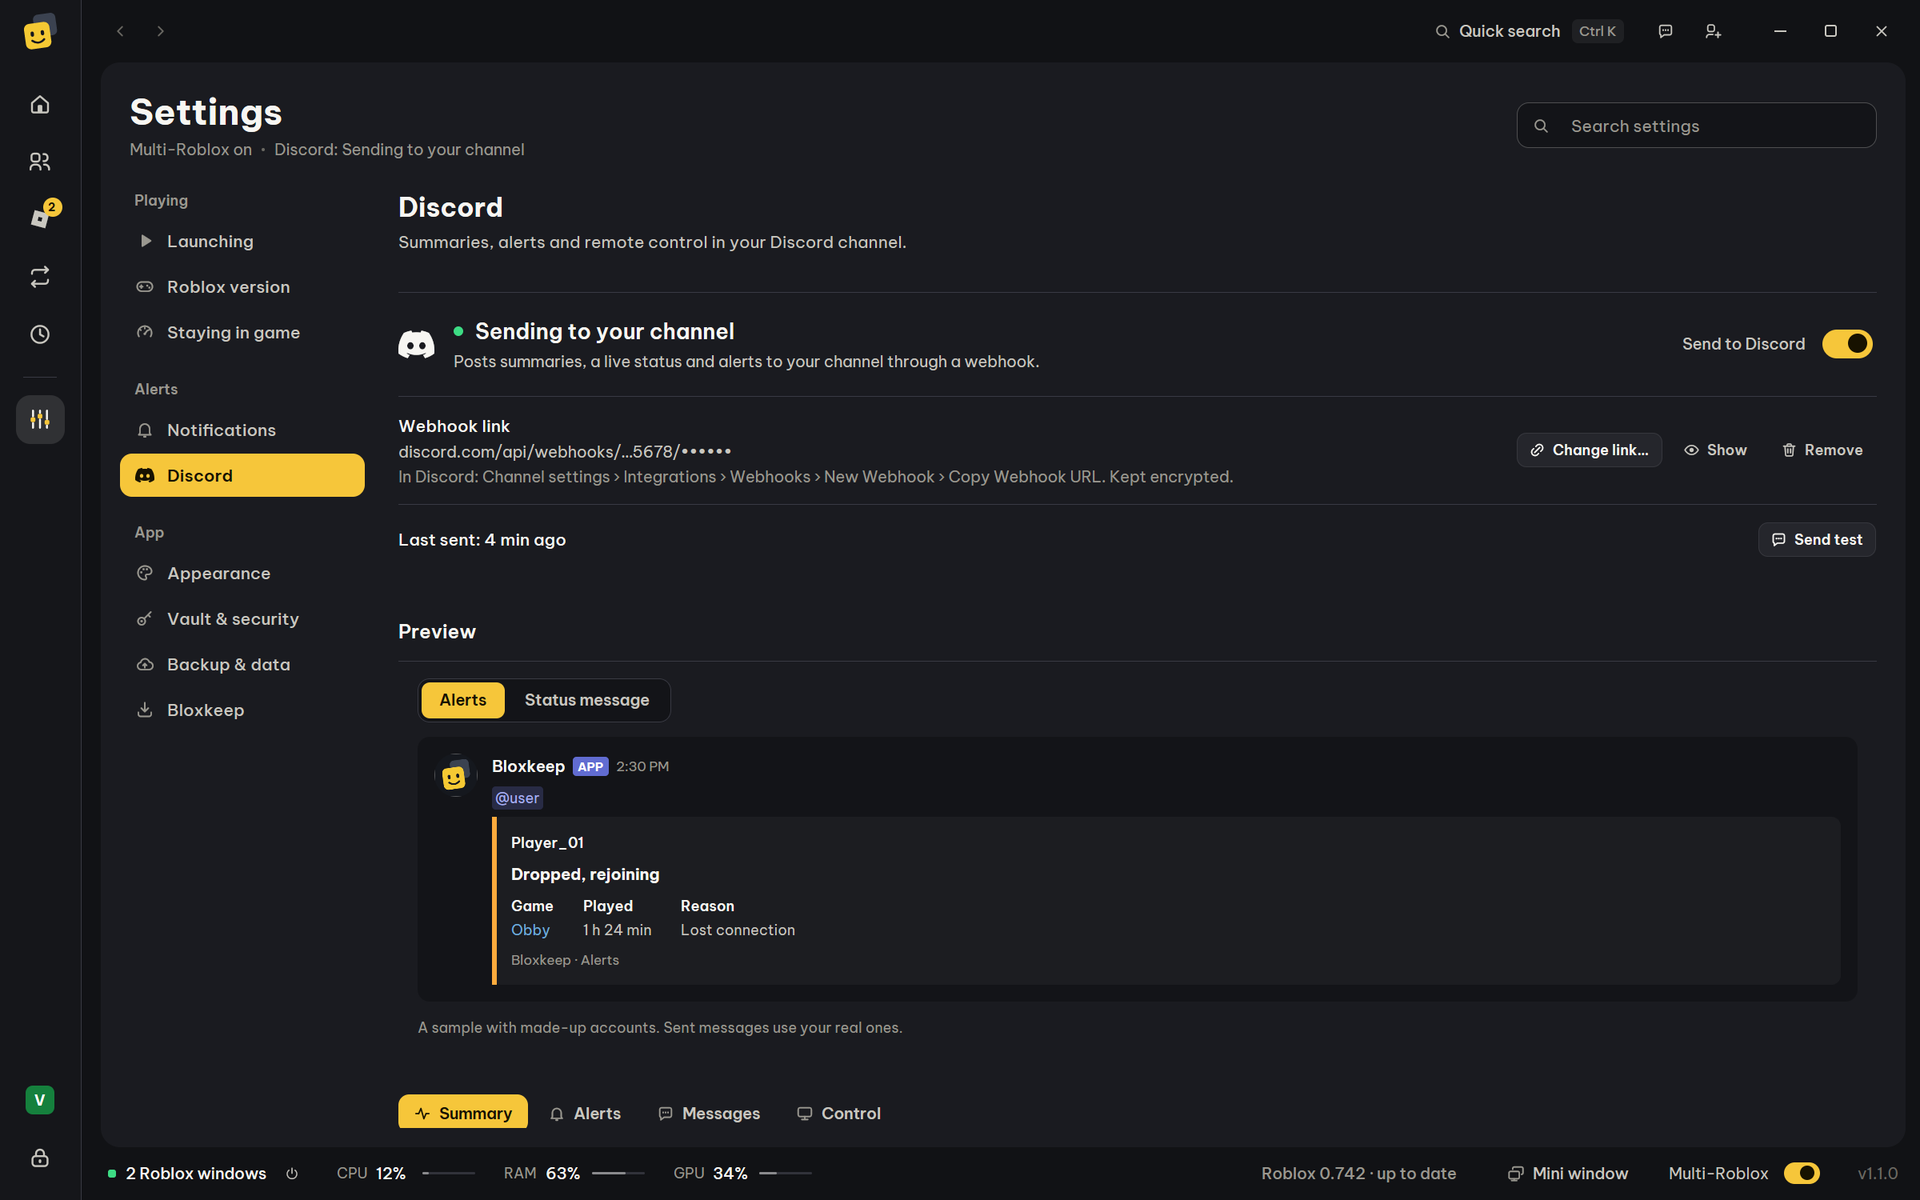 Quick search Ctrl K
Settings
Multi-Roblox on • Discord: Sending to your channel
Search settings
2
Playing
Launching
Roblox version
Staying in game
Alerts
Notifications
Discord
App
Appearance
Vault & security
Backup & data
Bloxkeep
Discord
Summaries, alerts and remote control in your Discord channel.
Sending to your channel
Posts summaries, a live status and alerts to your channel through a webhook.
Send to Discord
Webhook link
discord.com/api/webhooks/...5678/••••••
In Discord: Channel settings › Integrations › Webhooks › New Webhook › Copy Webhook URL. Kept encrypted.
Change link... Show Remove
Last sent: 4 min ago
Send test
Preview
Alerts Status message
Bloxkeep APP 2:30 PM
@user
Player_01
Dropped, rejoining
Game Played Reason
Obby 1 h 24 min Lost connection
Bloxkeep · Alerts
A sample with made-up accounts. Sent messages use your real ones.
Summary Alerts Messages Control
V
2 Roblox windows CPU 12% RAM 63% GPU 34% Roblox 0.742 · up to date Mini window Multi-Roblox v1.1.0